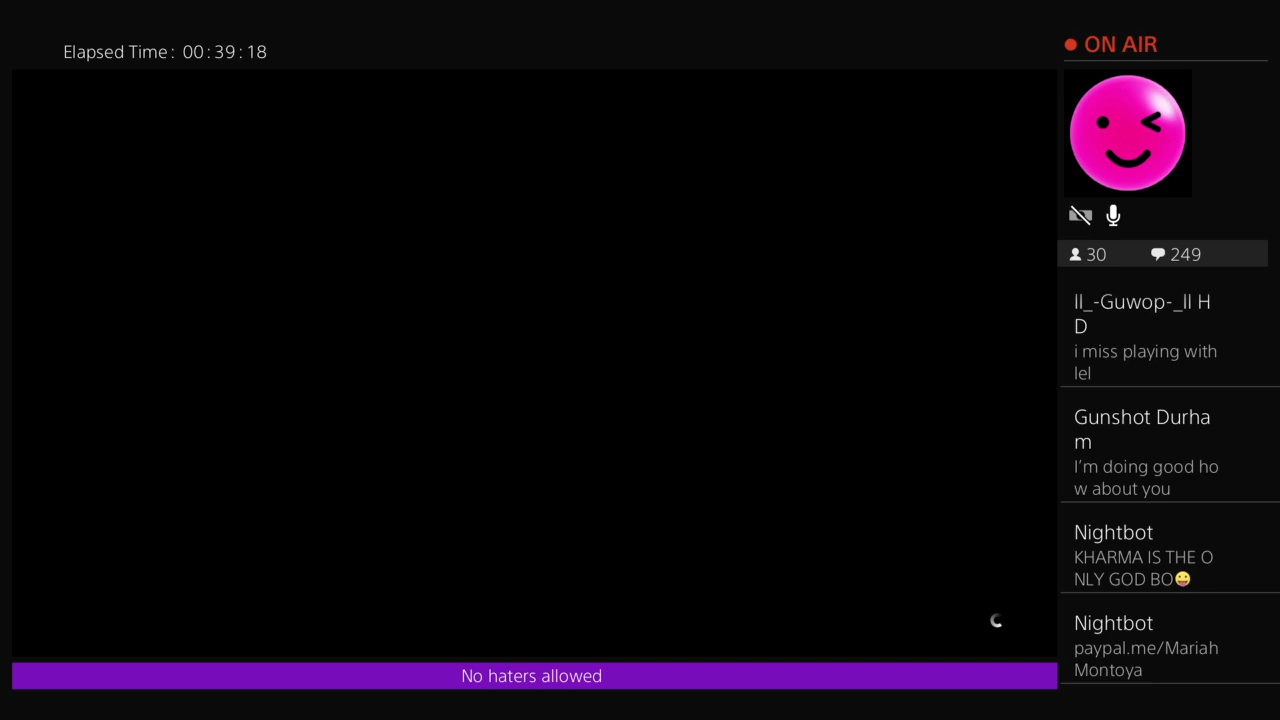 Elapsed Time: 00:39:18
ON AIR
30 249
ll_-Guwop-_ll H
D
i miss playing with
lel
Gunshot Durha
m
I'm doing good ho
w about you
Nightbot
KHARMA IS THE O
NLY GOD BO😜
Nightbot
paypal.me/Mariah
Montoya
No haters allowed